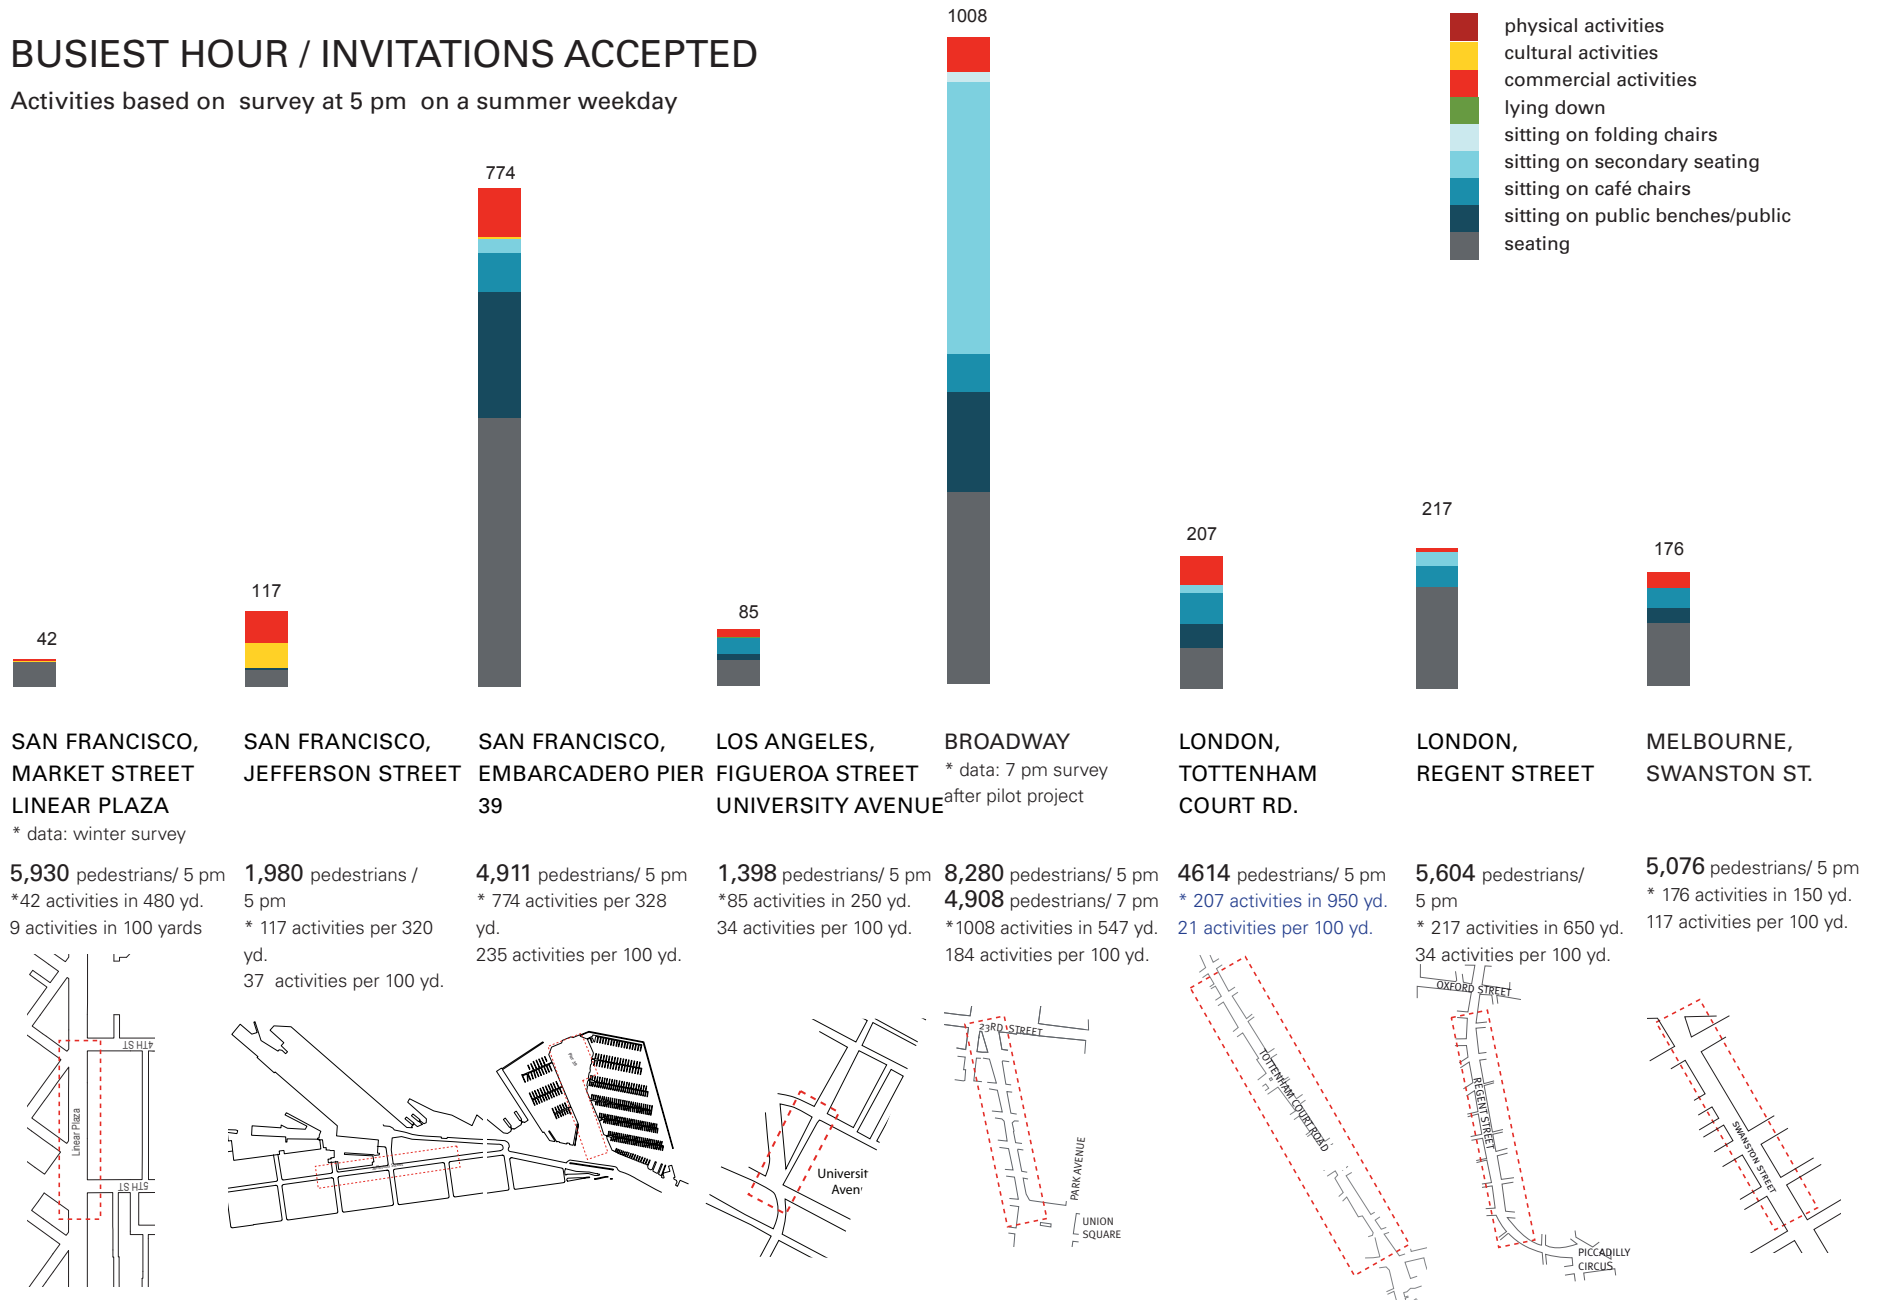 BUSIEST HOUR / INVITATIONS ACCEPTED
Activities based on survey at 5 pm on a summer weekday
physical activities
cultural activities
commercial activities
lying down
sitting on folding chairs
sitting on secondary seating
sitting on café chairs
sitting on public benches/public
seating
42
117
774
85
1008
207
217
176
SAN FRANCISCO,
MARKET STREET
LINEAR PLAZA
* data: winter survey
5,930 pedestrians/ 5 pm
*42 activities in 480 yd.
9 activities in 100 yards
SAN FRANCISCO,
JEFFERSON STREET
1,980 pedestrians /
5 pm
* 117 activities per 320
yd.
37 activities per 100 yd.
SAN FRANCISCO,
EMBARCADERO PIER
39
4,911 pedestrians/ 5 pm
* 774 activities per 328
yd.
235 activities per 100 yd.
LOS ANGELES,
FIGUEROA STREET
UNIVERSITY AVENUE
1,398 pedestrians/ 5 pm
*85 activities in 250 yd.
34 activities per 100 yd.
BROADWAY
* data: 7 pm survey
after pilot project
8,280 pedestrians/ 5 pm
4,908 pedestrians/ 7 pm
*1008 activities in 547 yd.
184 activities per 100 yd.
LONDON,
TOTTENHAM
COURT RD.
4614 pedestrians/ 5 pm
* 207 activities in 950 yd.
21 activities per 100 yd.
LONDON,
REGENT STREET
5,604 pedestrians/
5 pm
* 217 activities in 650 yd.
34 activities per 100 yd.
MELBOURNE,
SWANSTON ST.
5,076 pedestrians/ 5 pm
* 176 activities in 150 yd.
117 activities per 100 yd.
4TH ST
Linear Plaza
5TH ST
Pier 39
Universit
Aven
23RD STREET
PARK AVENUE
UNION
SQUARE
TOTTENHAM COURT ROAD
OXFORD STREET
REGENT STREET
PICCADILLY
CIRCUS
SWANSTON STREET